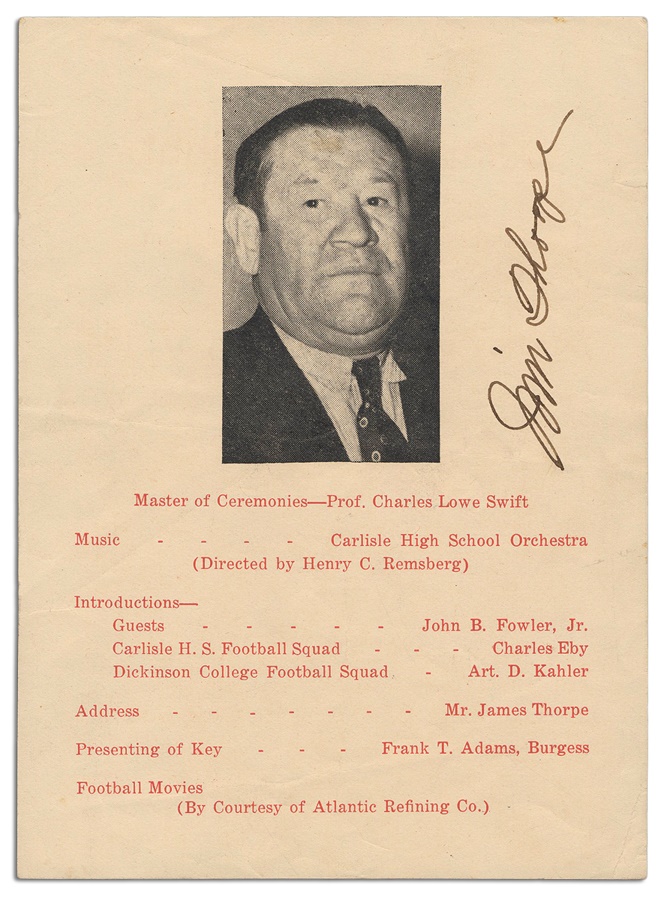 Jim Thorpe
Master of Ceremonies—Prof. Charles Lowe Swift
Music - - - - Carlisle High School Orchestra
(Directed by Henry C. Remsberg)
Introductions—
Guests - - - - - John B. Fowler, Jr.
Carlisle H. S. Football Squad - - - Charles Eby
Dickinson College Football Squad - Art. D. Kahler
Address - - - - - - - Mr. James Thorpe
Presenting of Key - - - Frank T. Adams, Burgess
Football Movies
(By Courtesy of Atlantic Refining Co.)